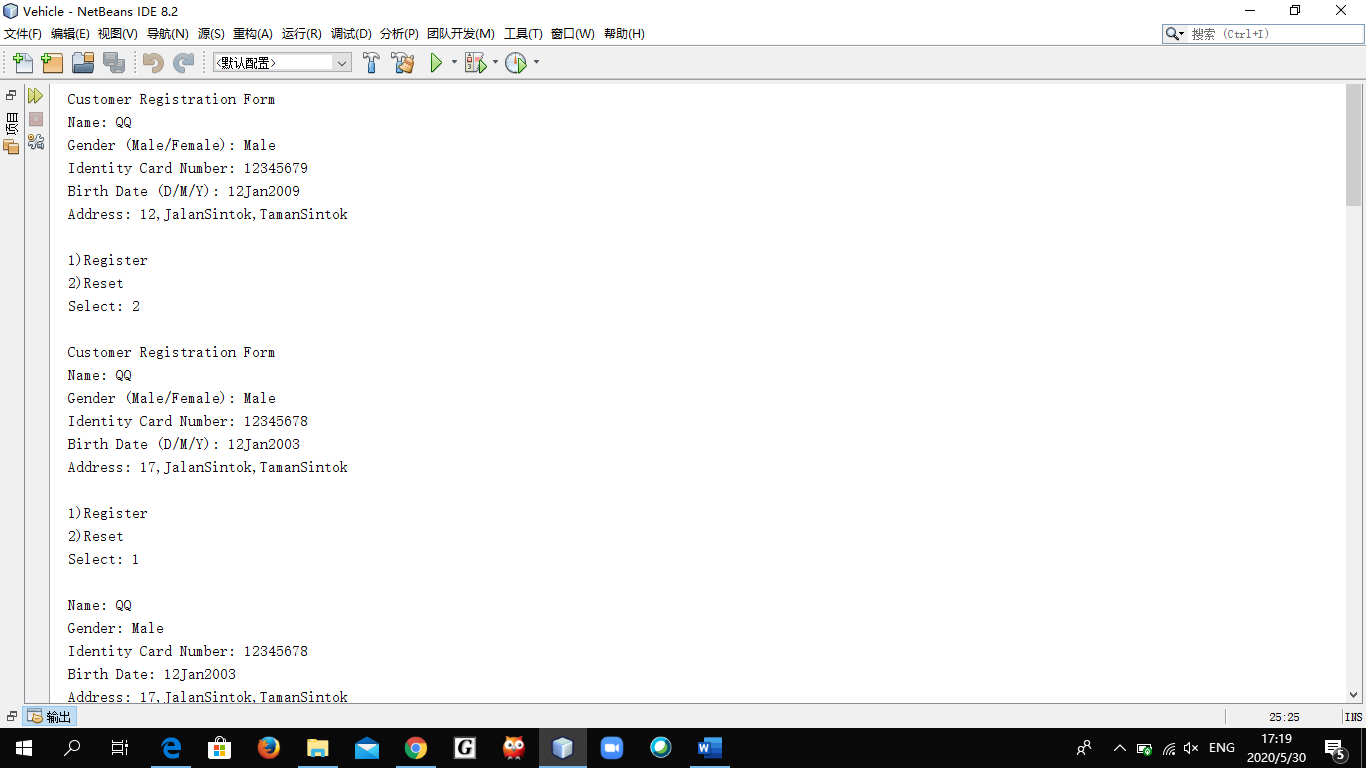 Vehicle - NetBeans IDE 8.2
文件(F) 编辑(E) 视图(V) 导航(N) 源(S) 重构(A) 运行(R) 调试(D) 分析(P) 团队开发(M) 工具(T) 窗口(W) 帮助(H)
搜索 (Ctrl+I)
<默认配置>
Customer Registration Form
Name: QQ
Gender (Male/Female): Male
Identity Card Number: 12345679
Birth Date (D/M/Y): 12Jan2009
Address: 12,JalanSintok,TamanSintok
1)Register
2)Reset
Select: 2
Customer Registration Form
Name: QQ
Gender (Male/Female): Male
Identity Card Number: 12345678
Birth Date (D/M/Y): 12Jan2003
Address: 17,JalanSintok,TamanSintok
1)Register
2)Reset
Select: 1
Name: QQ
Gender: Male
Identity Card Number: 12345678
Birth Date: 12Jan2003
Address: 17,JalanSintok,TamanSintok
输出
25:25
INS
ENG
17:19
2020/5/30
5